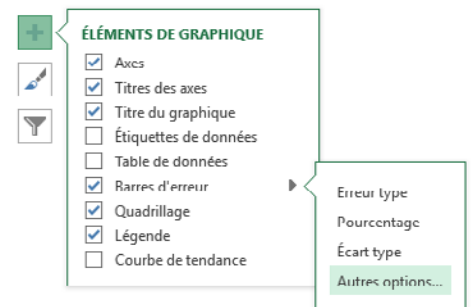 ÉLÉMENTS DE GRAPHIQUE
Axes
Titres des axes
Titre du graphique
Étiquettes de données
Table de données
Barres d'erreur
Quadrillage
Légende
Courbe de tendance
Erreur type
Pourcentage
Écart type
Autres options...